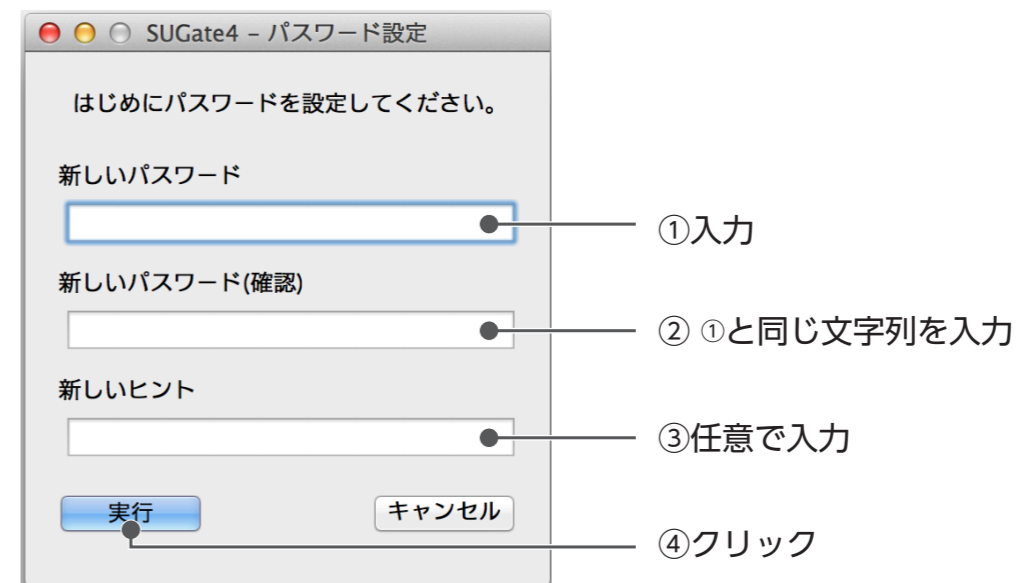 SUGate4 – パスワード設定
はじめにパスワードを設定してください。
新しいパスワード
①入力
新しいパスワード(確認)
② ①と同じ文字列を入力
新しいヒント
③任意で入力
実行
キャンセル
④クリック